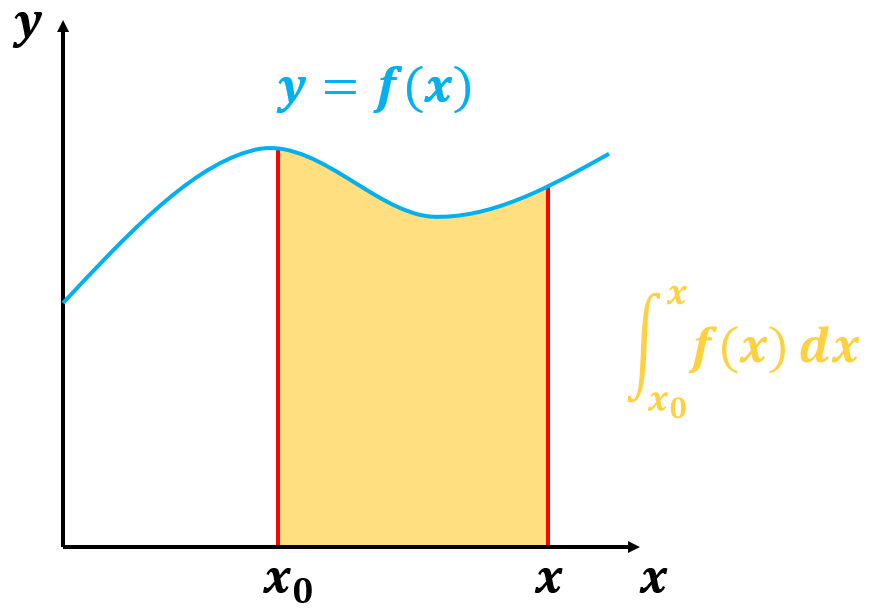 y
y = f(x)
∫_{x_0}^{x} f(x) dx
x_0
x
x